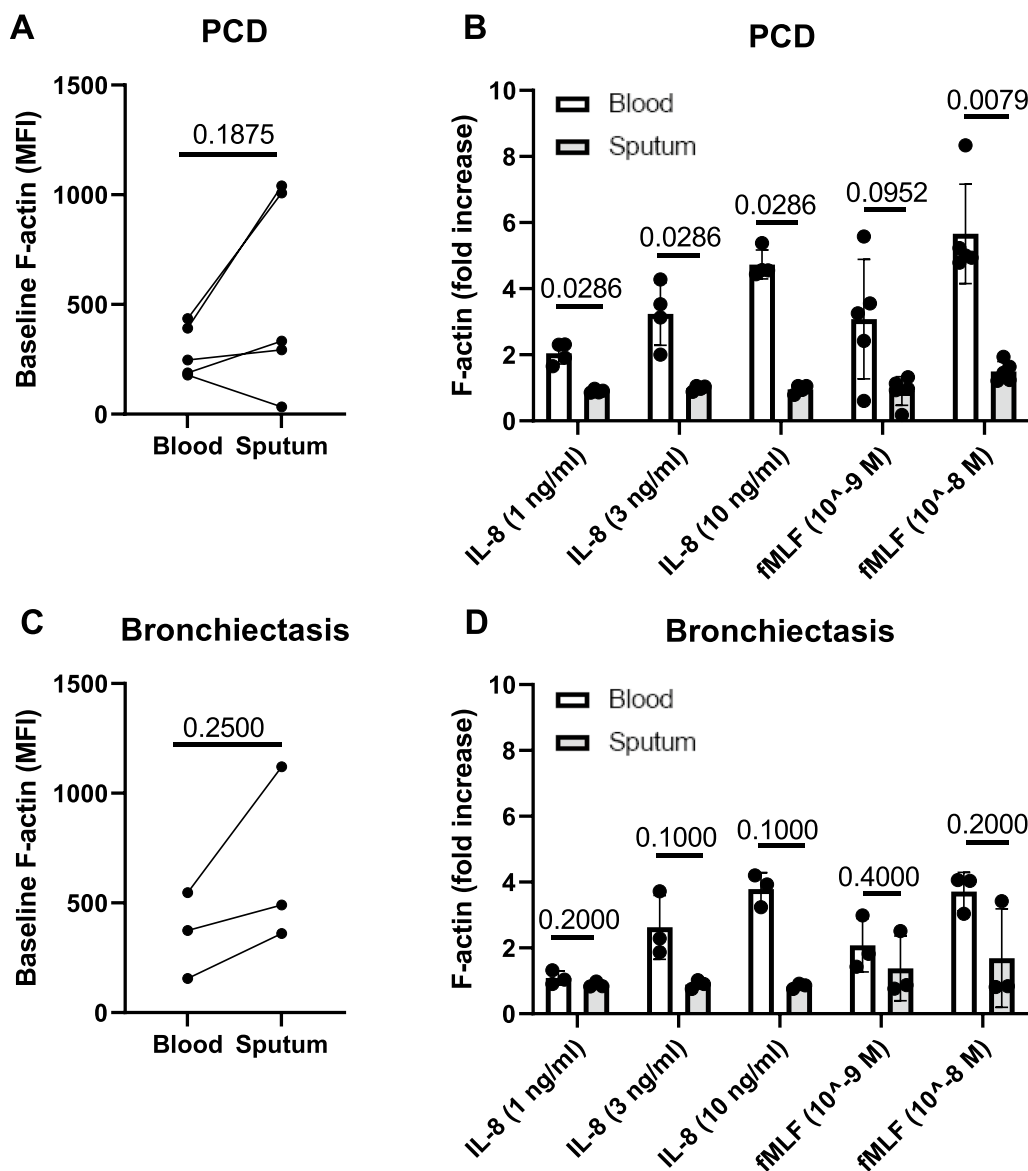 A
PCD
Baseline F-actin (MFI)
1500
1000
500
0
0.1875
Blood Sputum
B
PCD
F-actin (fold increase)
10
8
6
4
2
0
Blood
Sputum
0.0286
0.0286
0.0286
0.0952
0.0079
IL-8 (1 ng/ml)
IL-8 (3 ng/ml)
IL-8 (10 ng/ml)
fMLF (10^-9 M)
fMLF (10^-8 M)
C
Bronchiectasis
Baseline F-actin (MFI)
1500
1000
500
0
0.2500
Blood Sputum
D
Bronchiectasis
F-actin (fold increase)
10
8
6
4
2
0
Blood
Sputum
0.2000
0.1000
0.1000
0.4000
0.2000
IL-8 (1 ng/ml)
IL-8 (3 ng/ml)
IL-8 (10 ng/ml)
fMLF (10^-9 M)
fMLF (10^-8 M)